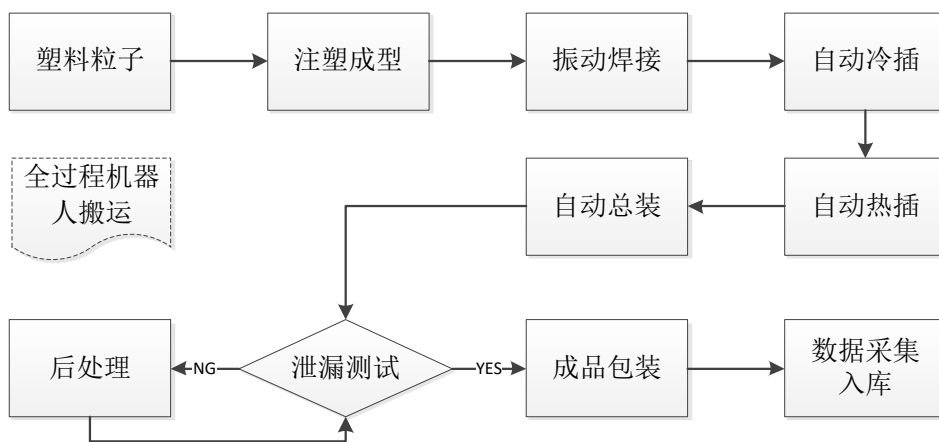 塑料粒子
注塑成型
振动焊接
自动冷插
全过程机器
人搬运
自动总装
自动热插
后处理
NG
泄漏测试
YES
成品包装
数据采集
入库